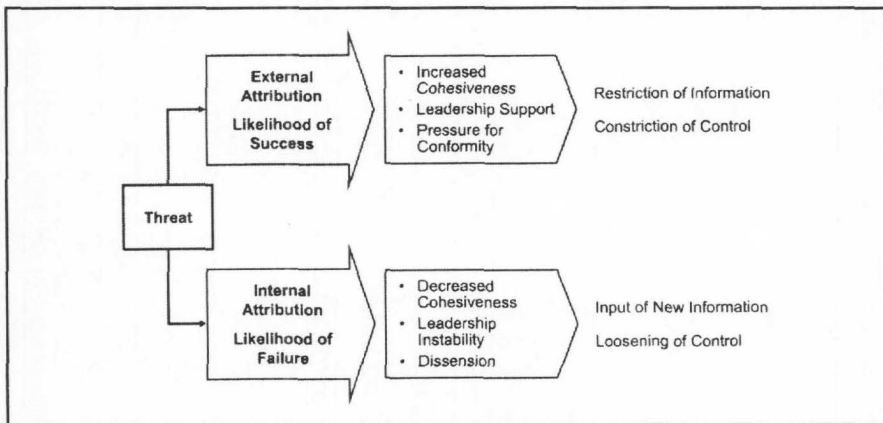 External
Attribution
Likelihood of
Success
• Increased
Cohesiveness
• Leadership Support
• Pressure for
Conformity
Restriction of Information
Constriction of Control
Threat
Internal
Attribution
Likelihood of
Failure
• Decreased
Cohesiveness
• Leadership
Instability
• Dissension
Input of New Information
Loosening of Control